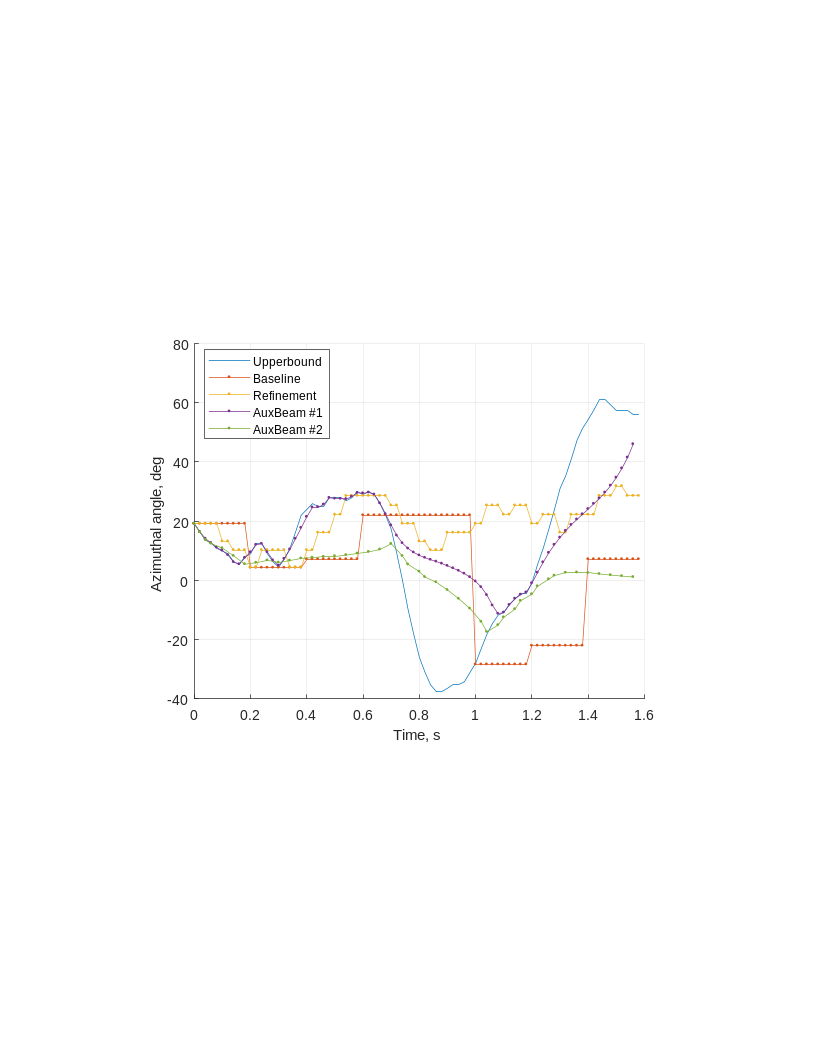 80
60
40
20
0
-20
-40
Azimuthal angle, deg
Upperbound
Baseline
Refinement
AuxBeam #1
AuxBeam #2
0 0.2 0.4 0.6 0.8 1 1.2 1.4 1.6
Time, s